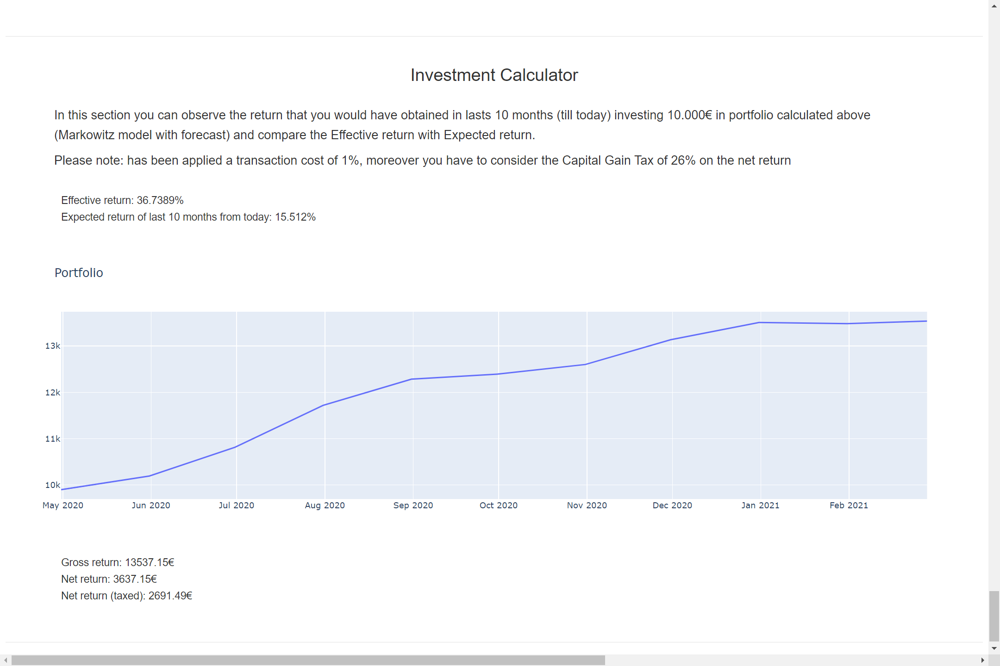 Investment Calculator
In this section you can observe the return that you would have obtained in lasts 10 months (till today) investing 10.000€ in portfolio calculated above
(Markowitz model with forecast) and compare the Effective return with Expected return.
Please note: has been applied a transaction cost of 1%, moreover you have to consider the Capital Gain Tax of 26% on the net return
Effective return: 36.7389%
Expected return of last 10 months from today: 15.512%
Portfolio
13k
12k
11k
10k
May 2020 Jun 2020 Jul 2020 Aug 2020 Sep 2020 Oct 2020 Nov 2020 Dec 2020 Jan 2021 Feb 2021
Gross return: 13537.15€
Net return: 3637.15€
Net return (taxed): 2691.49€